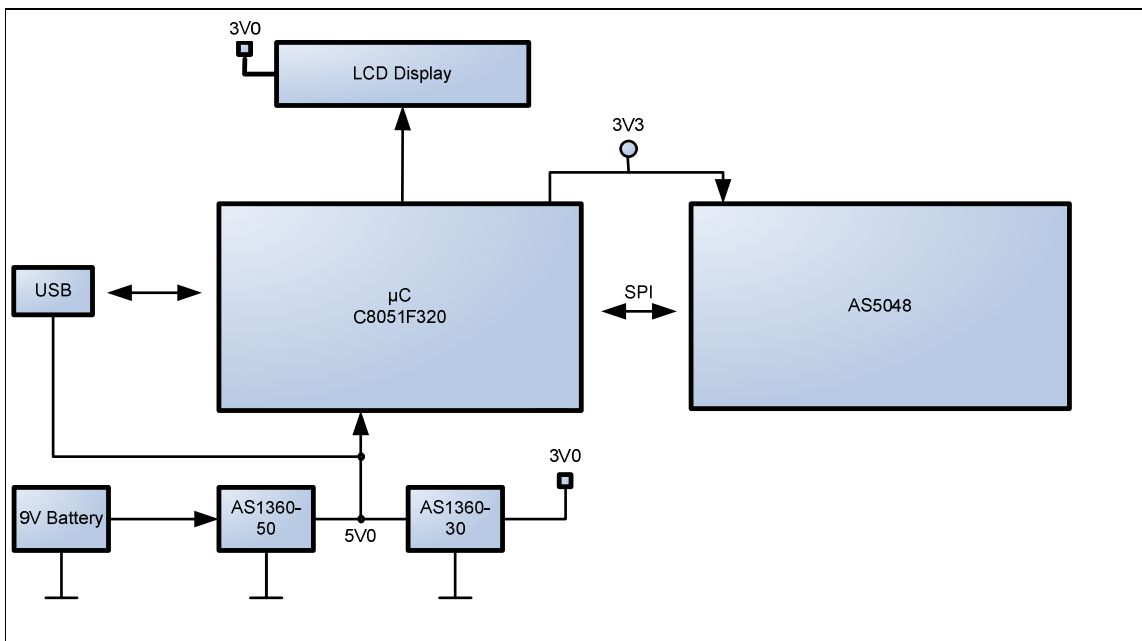 3V0
LCD Display
3V3
USB
µC
C8051F320
SPI
AS5048
9V Battery
AS1360-
50
5V0
AS1360-
30
3V0